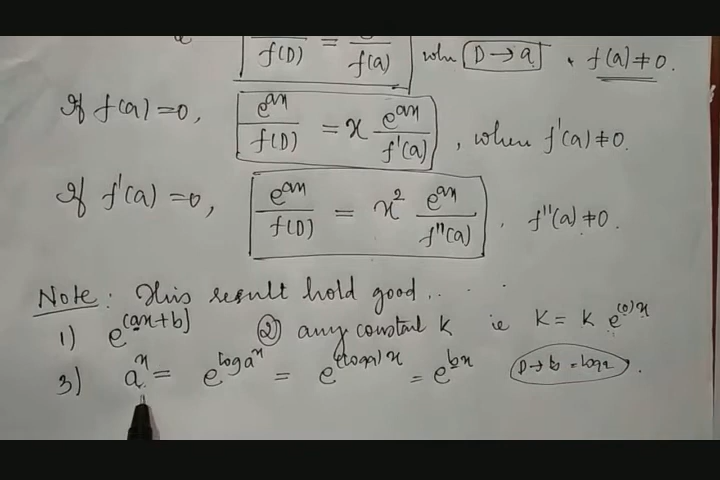 e^(ax)/f(D) = e^(ax)/f(a) when D → a, f(a) ≠ 0.
If f(a) = 0, e^(ax)/f(D) = x e^(ax)/f'(a), when f'(a) ≠ 0.
If f'(a) = 0, e^(ax)/f(D) = x² e^(ax)/f''(a). f''(a) ≠ 0.
Note: This result hold good..
1) e^(ax+b) ② any constant K ie K = K e^(0)x
3) a^x = e^(log a^x) = e^((log a) x) = e^(bx) D → b = log a.